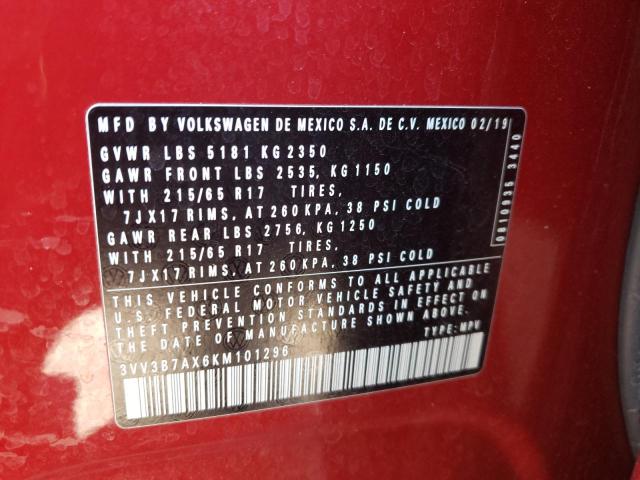 MFD BY VOLKSWAGEN DE MEXICO S.A. DE C.V. MEXICO 02/19
GVWR LBS 5181 KG 2350
GAWR FRONT LBS 2535, KG 1150
WITH 215/65 R17 TIRES,
7JX17 RIMS, AT 260 KPA, 38 PSI COLD
GAWR REAR LBS 2756, KG 1250
WITH 215/65 R17 TIRES,
7JX17 RIMS, AT 260 KPA, 38 PSI COLD
THIS VEHICLE CONFORMS TO ALL APPLICABLE
U.S. FEDERAL MOTOR VEHICLE SAFETY AND
THEFT PREVENTION STANDARDS IN EFFECT ON
THE DATE OF MANUFACTURE SHOWN ABOVE.
TYPE: MPV
3VV3B7AX6KM101296
0810935 3440